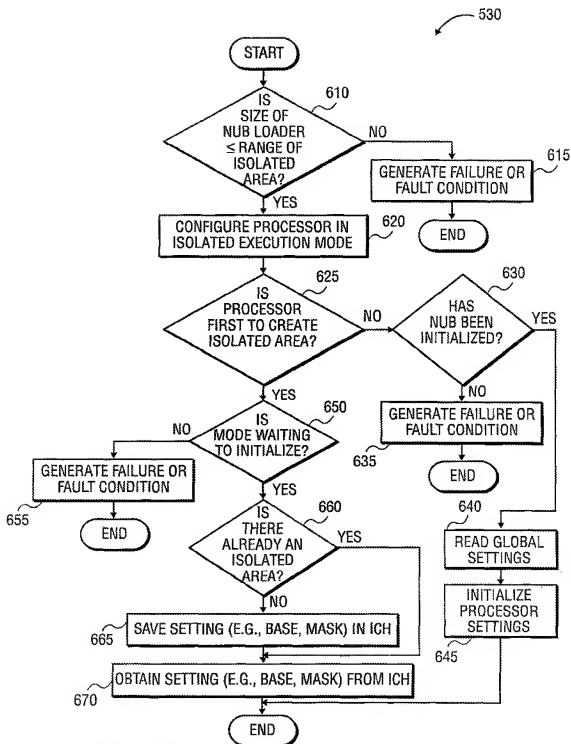 530
START
610
IS
SIZE OF
NUB LOADER
≤ RANGE OF
ISOLATED
AREA?
NO
615
GENERATE FAILURE OR
FAULT CONDITION
END
YES
620
CONFIGURE PROCESSOR IN
ISOLATED EXECUTION MODE
625
IS
PROCESSOR
FIRST TO CREATE
ISOLATED AREA?
NO
630
HAS
NUB BEEN
INITIALIZED?
YES
NO
GENERATE FAILURE OR
FAULT CONDITION
635
END
YES
650
IS
MODE WAITING
TO INITIALIZE?
NO
GENERATE FAILURE OR
FAULT CONDITION
655
END
YES
660
IS
THERE
ALREADY AN
ISOLATED
AREA?
YES
640
READ GLOBAL
SETTINGS
INITIALIZE
PROCESSOR
SETTINGS
645
NO
665
SAVE SETTING (E.G., BASE, MASK) IN ICH
670
OBTAIN SETTING (E.G., BASE, MASK) FROM ICH
END